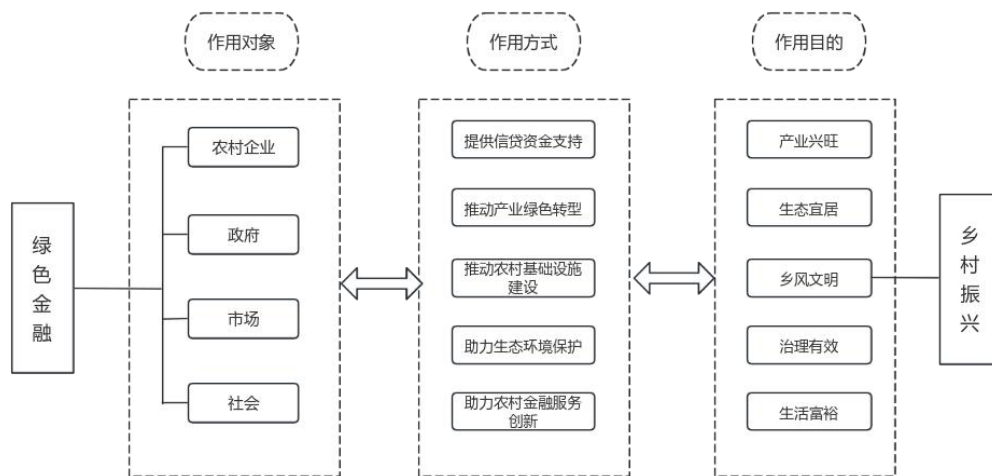 作用对象
作用方式
作用目的
绿色金融
农村企业
政府
市场
社会
提供信贷资金支持
推动产业绿色转型
推动农村基础设施
建设
助力生态环境保护
助力农村金融服务
创新
产业兴旺
生态宜居
乡风文明
治理有效
生活富裕
乡村振兴